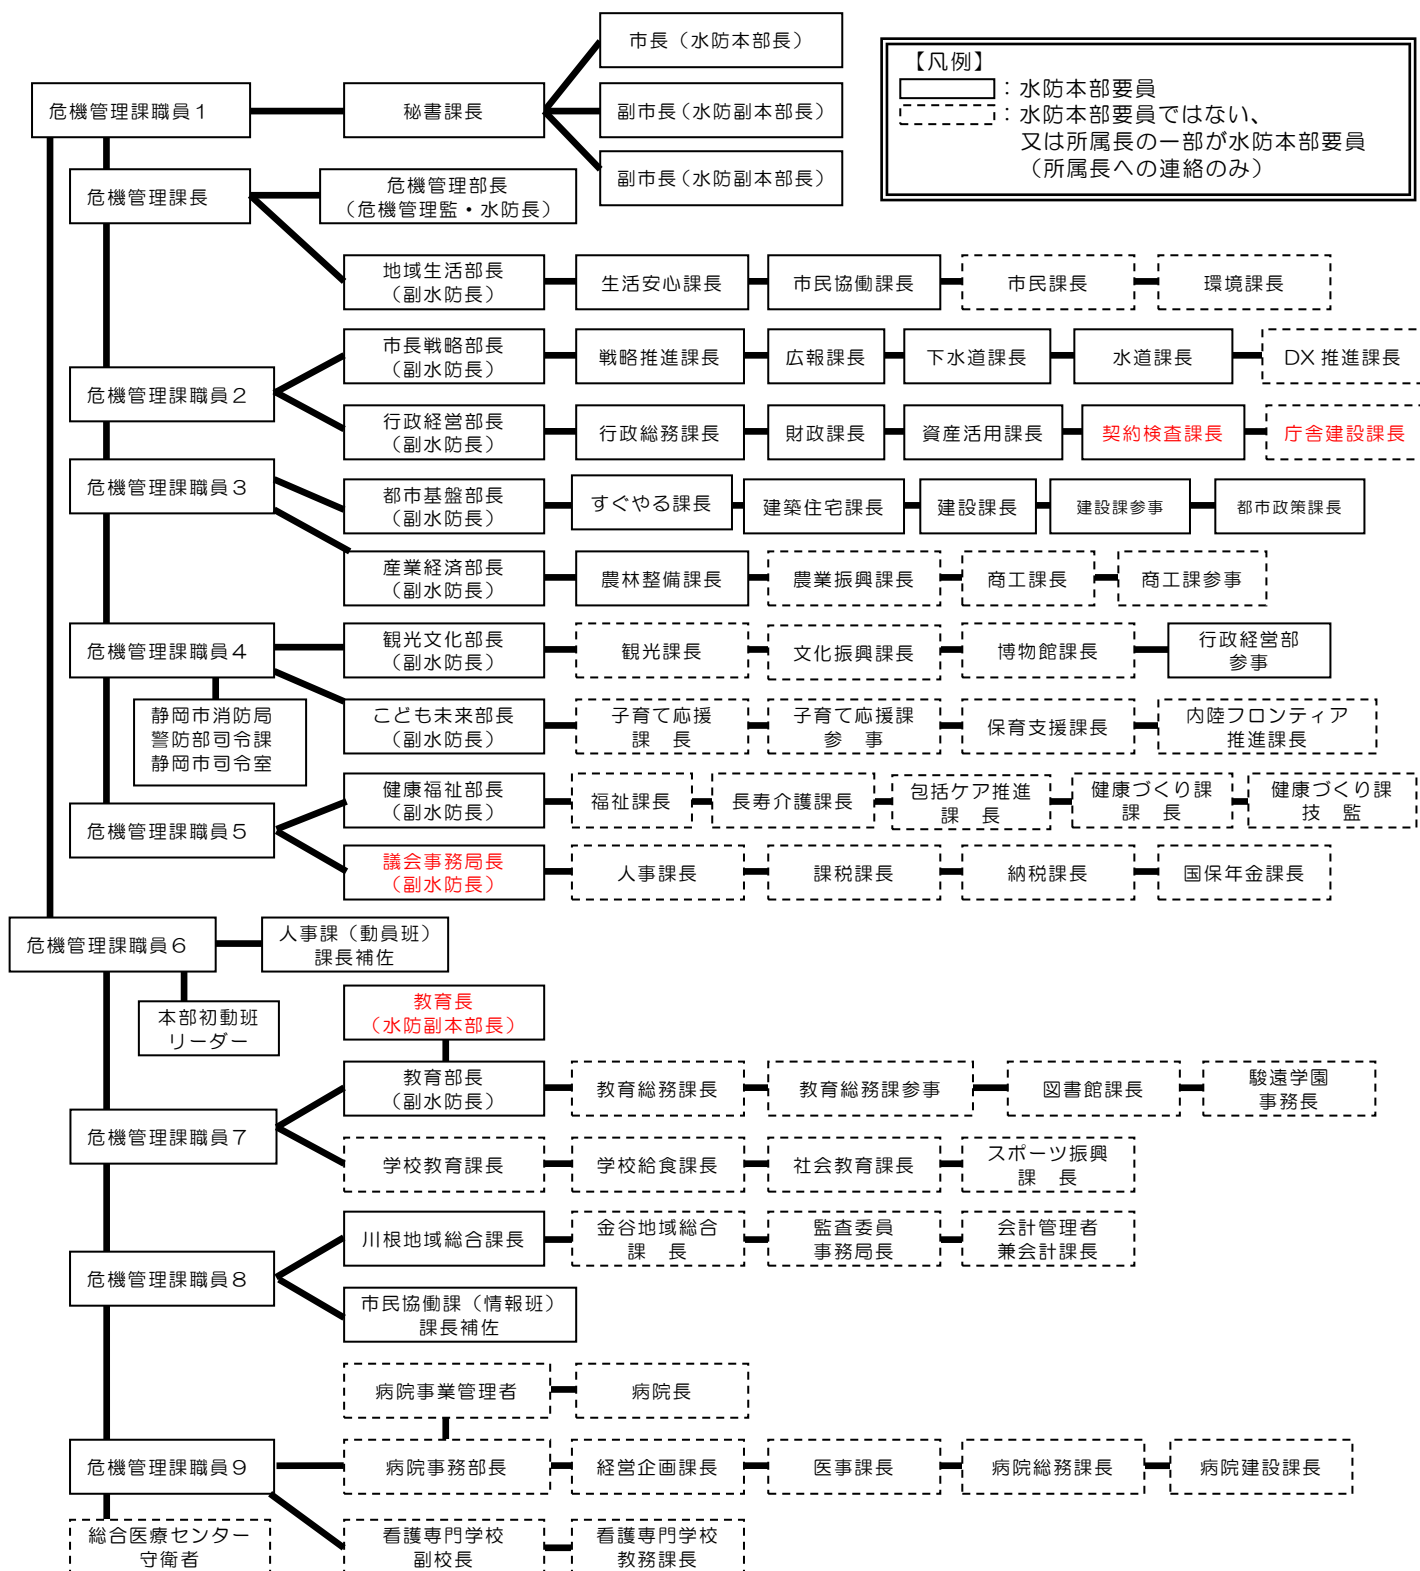 市長（水防本部長）
【凡例】
：水防本部要員
：水防本部要員ではない、
又は所属長の一部が水防本部要員
（所属長への連絡のみ）
危機管理課職員１
秘書課長
副市長（水防副本部長）
副市長（水防副本部長）
危機管理課長
危機管理部長
（危機管理監・水防長）
地域生活部長
（副水防長）
生活安心課長
市民協働課長
市民課長
環境課長
危機管理課職員２
市長戦略部長
（副水防長）
戦略推進課長
広報課長
下水道課長
水道課長
DX 推進課長
行政経営部長
（副水防長）
行政総務課長
財政課長
資産活用課長
契約検査課長
庁舎建設課長
危機管理課職員３
都市基盤部長
（副水防長）
すぐやる課長
建築住宅課長
建設課長
建設課参事
都市政策課長
産業経済部長
（副水防長）
農林整備課長
農業振興課長
商工課長
商工課参事
危機管理課職員４
観光文化部長
（副水防長）
観光課長
文化振興課長
博物館課長
行政経営部
参事
静岡市消防局
警防部司令課
静岡市司令室
こども未来部長
（副水防長）
子育て応援
課　長
子育て応援課
参　事
保育支援課長
内陸フロンティア
推進課長
危機管理課職員５
健康福祉部長
（副水防長）
福祉課長
長寿介護課長
包括ケア推進
課　長
健康づくり課
課　長
健康づくり課
技　監
議会事務局長
（副水防長）
人事課長
課税課長
納税課長
国保年金課長
危機管理課職員６
人事課（動員班）
課長補佐
本部初動班
リーダー
教育長
（水防副本部長）
危機管理課職員７
教育部長
（副水防長）
教育総務課長
教育総務課参事
図書館課長
駿遠学園
事務長
学校教育課長
学校給食課長
社会教育課長
スポーツ振興
課　長
危機管理課職員８
川根地域総合課長
金谷地域総合
課　長
監査委員
事務局長
会計管理者
兼会計課長
市民協働課（情報班）
課長補佐
病院事業管理者
病院長
危機管理課職員９
病院事務部長
経営企画課長
医事課長
病院総務課長
病院建設課長
総合医療センター
守衛者
看護専門学校
副校長
看護専門学校
教務課長